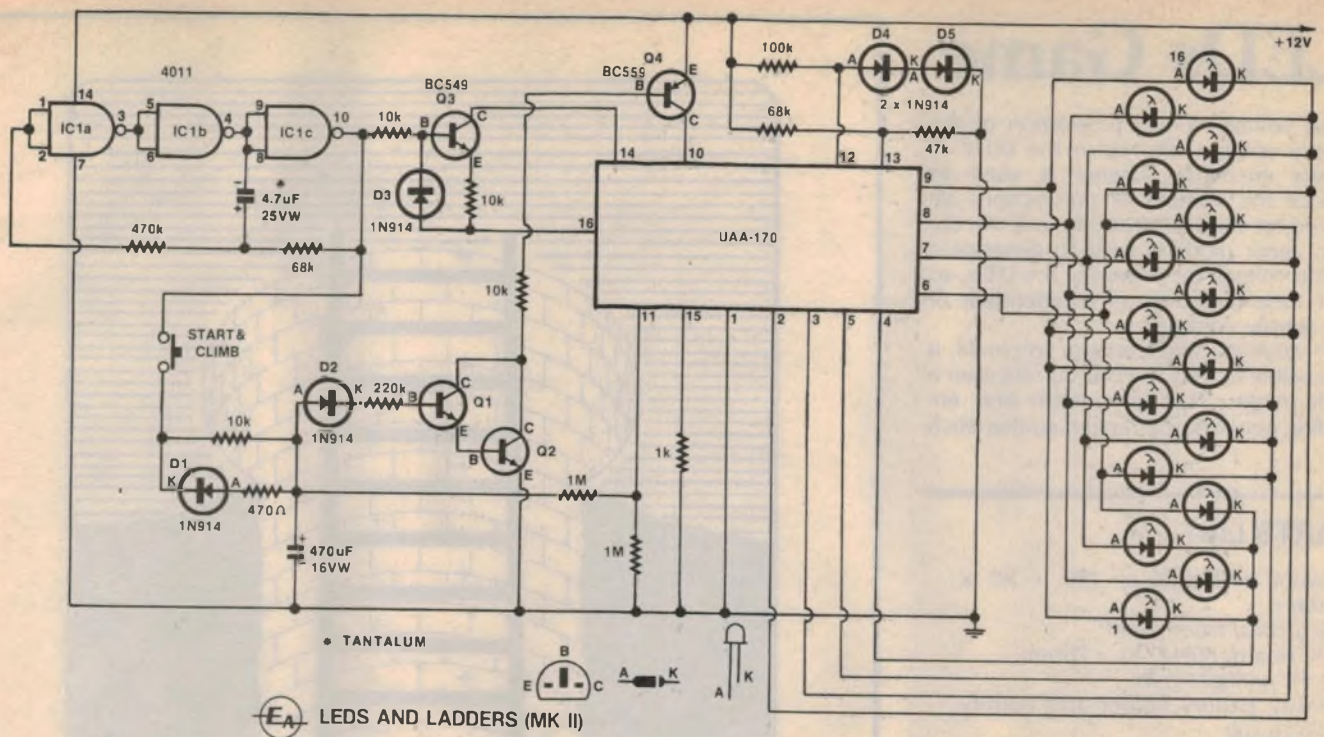 +12V
4011
1
2
14
3
7
IC1a
5
6
4
IC1b
9
8
10
IC1c
10k
BC549
Q3
B
C
E
10k
D3
1N914
*
4.7uF
25VW
470k
68k
START &
CLIMB
10k
D1
K
A
1N914
470Ω
D2
A
K
1N914
220k
B
C
E
Q1
B
C
E
Q2
10k
470uF
16VW
1M
1M
1k
Q4
BC559
B
E
C
100k
68k
D4
D5
A
K
A
K
2 x 1N914
47k
14
10
12
13
16
UAA-170
9
8
7
6
11
15
1
2
3
5
4
16
A
K
A
K
A
K
A
K
A
K
A
K
A
K
A
K
A
K
A
K
A
K
A
K
A
K
A
K
A
K
1
λ
* TANTALUM
B
E
C
A
K
A
K
EA LEDS AND LADDERS (MK II)